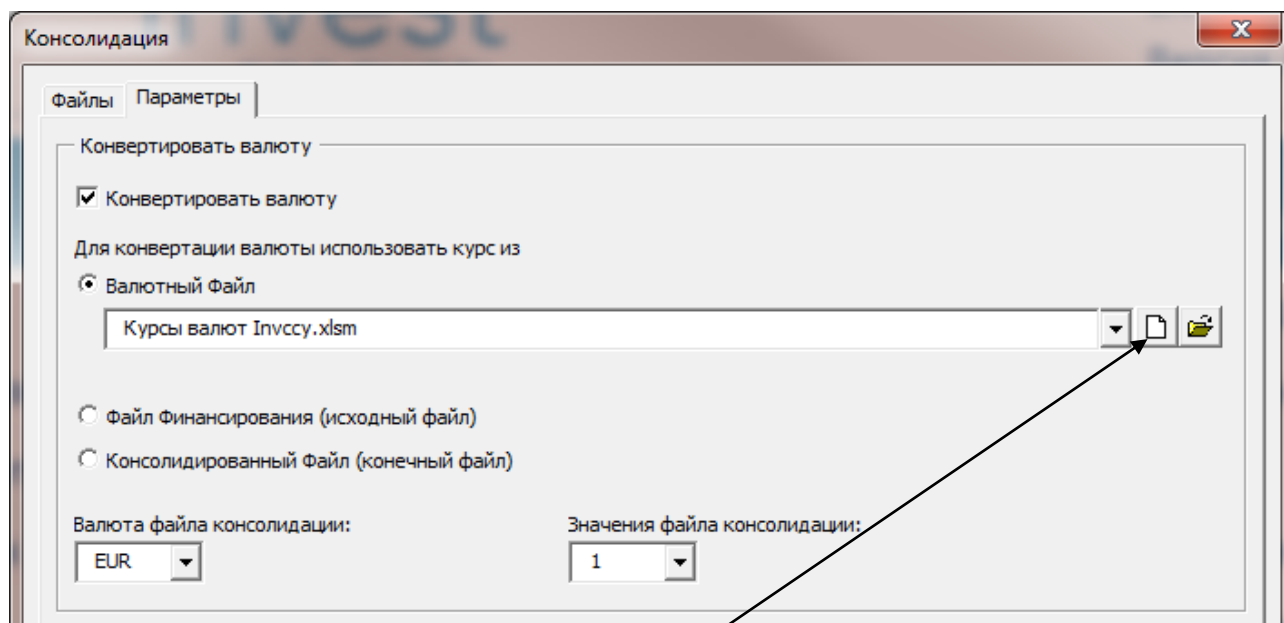 invest
Консолидация
Файлы Параметры
Конвертировать валюту
Конвертировать валюту
Для конвертации валюты использовать курс из
Валютный Файл
Курсы валют Invccy.xlsm
Файл Финансирования (исходный файл)
Консолидированный Файл (конечный файл)
Валюта файла консолидации: Значения файла консолидации:
EUR 1